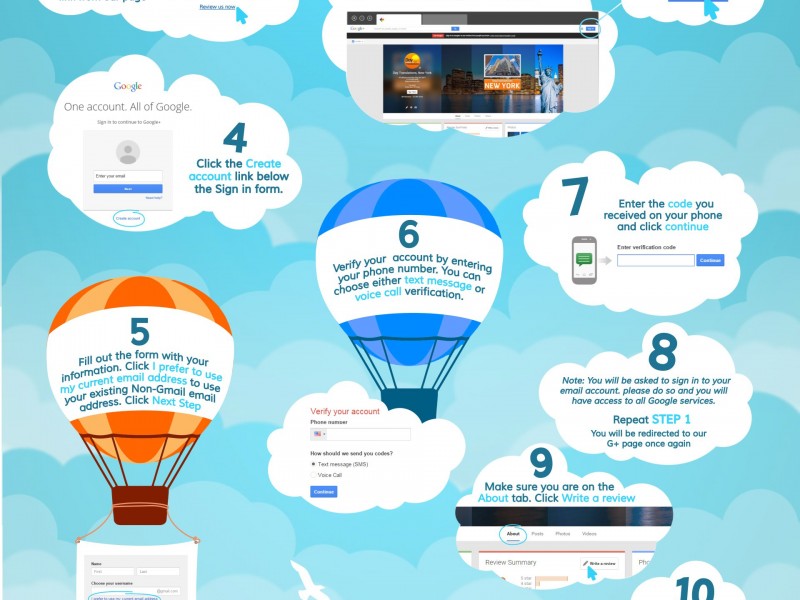 Review us now
Google+
NEW YORK
Google
One account. All of Google.
Sign in to continue to Google+
Enter your email
Next
Need help?
Create account
4
Click the Create
account link below
the Sign in form.
5
Fill out the form with your
information. Click I prefer to use
my current email address to use
your existing Non-Gmail email
address. Click Next Step
Name
First
Last
Choose your username
@gmail.com
6
Verify your account by entering
your phone number. You can
choose either text message or
voice call verification.
Verify your account
Phone numser
How should we send you codes?
Text message (SMS)
Voice Call
Continue
7
Enter the code you
received on your phone
and click continue
Enter verification code
Continue
8
Note: You will be asked to sign in to your
email account. please do so and you will
have access to all Google services.
Repeat STEP 1
You will be redirected to our
G+ page once again
9
Make sure you are on the
About tab. Click Write a review
About
Posts
Photos
Videos
Review Summary
Write a review
5 star
4 star
Pho
10